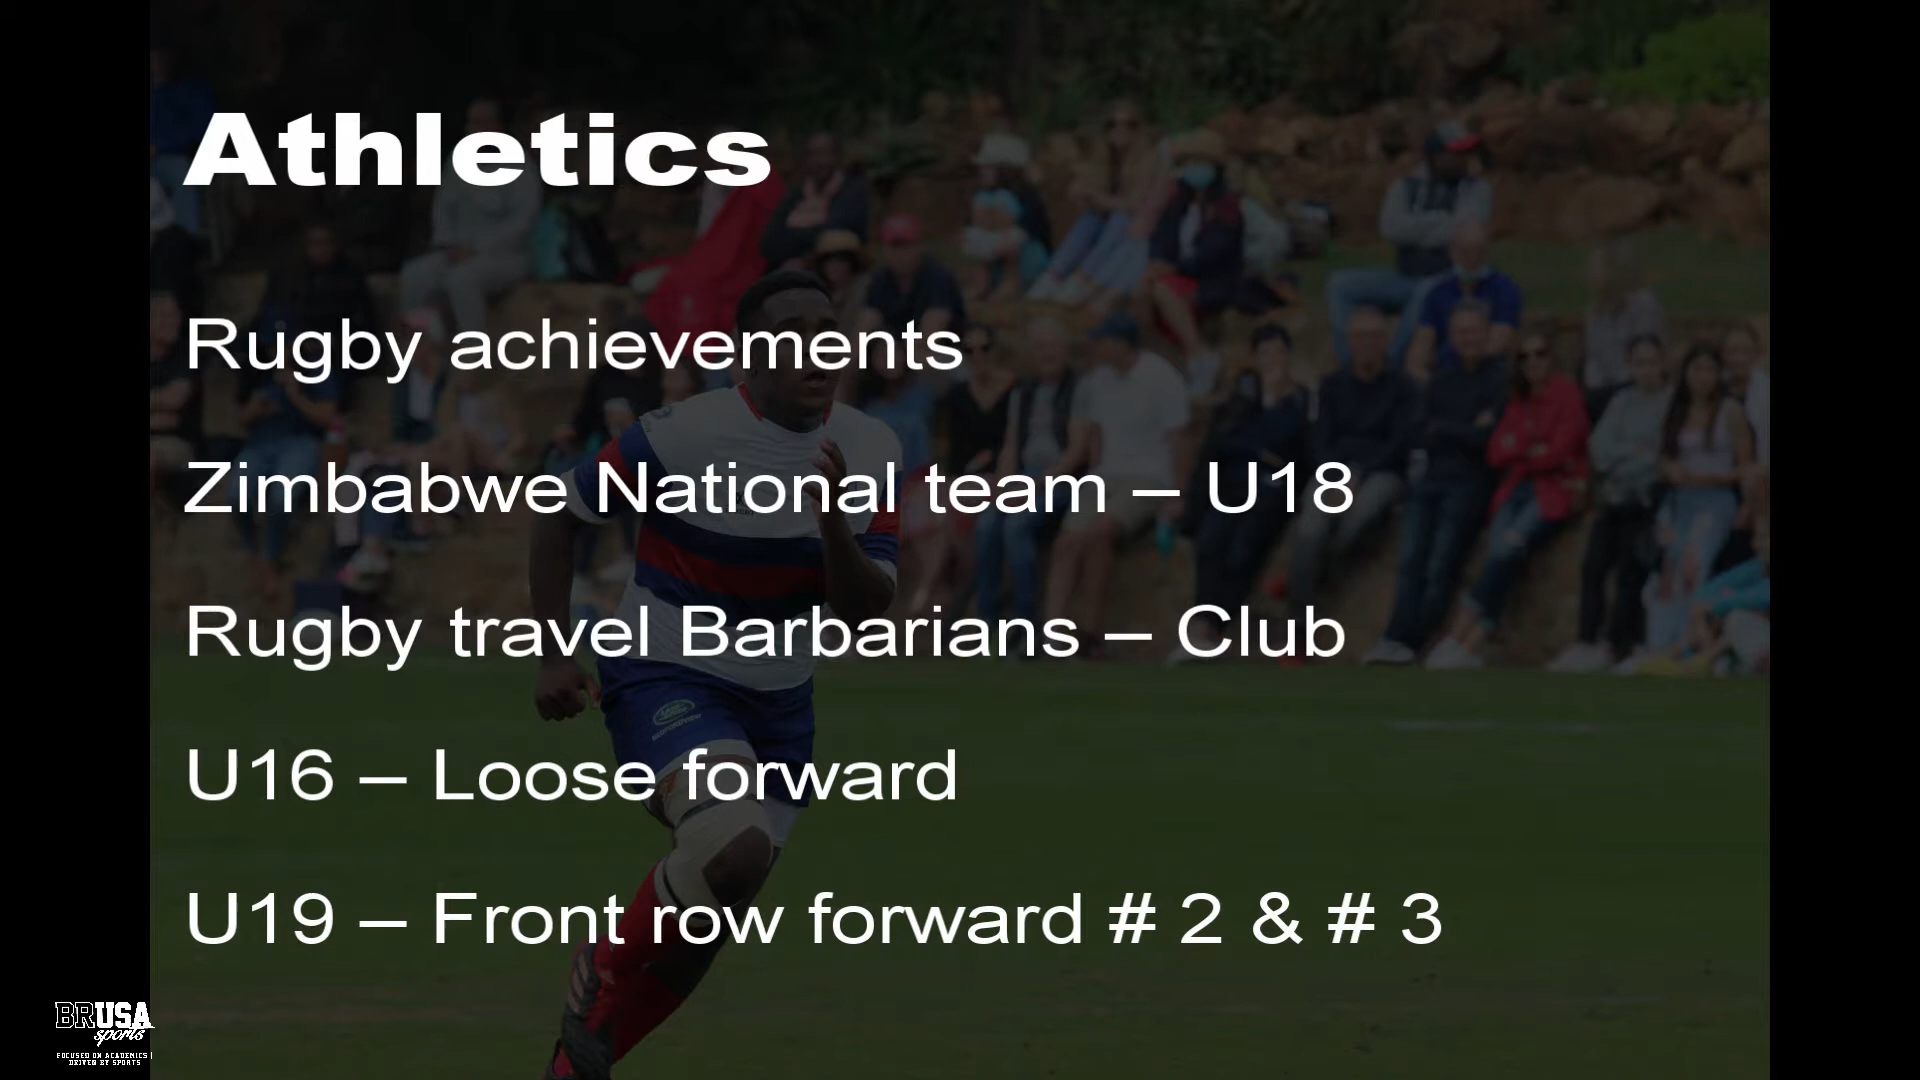 Athletics
Rugby achievements
Zimbabwe National team – U18
Rugby travel Barbarians – Club
U16 – Loose forward
U19 – Front row forward # 2 & # 3
BRUSA
sports
FOCUSED ON ACADEMICS |
DRIVEN BY SPORTS